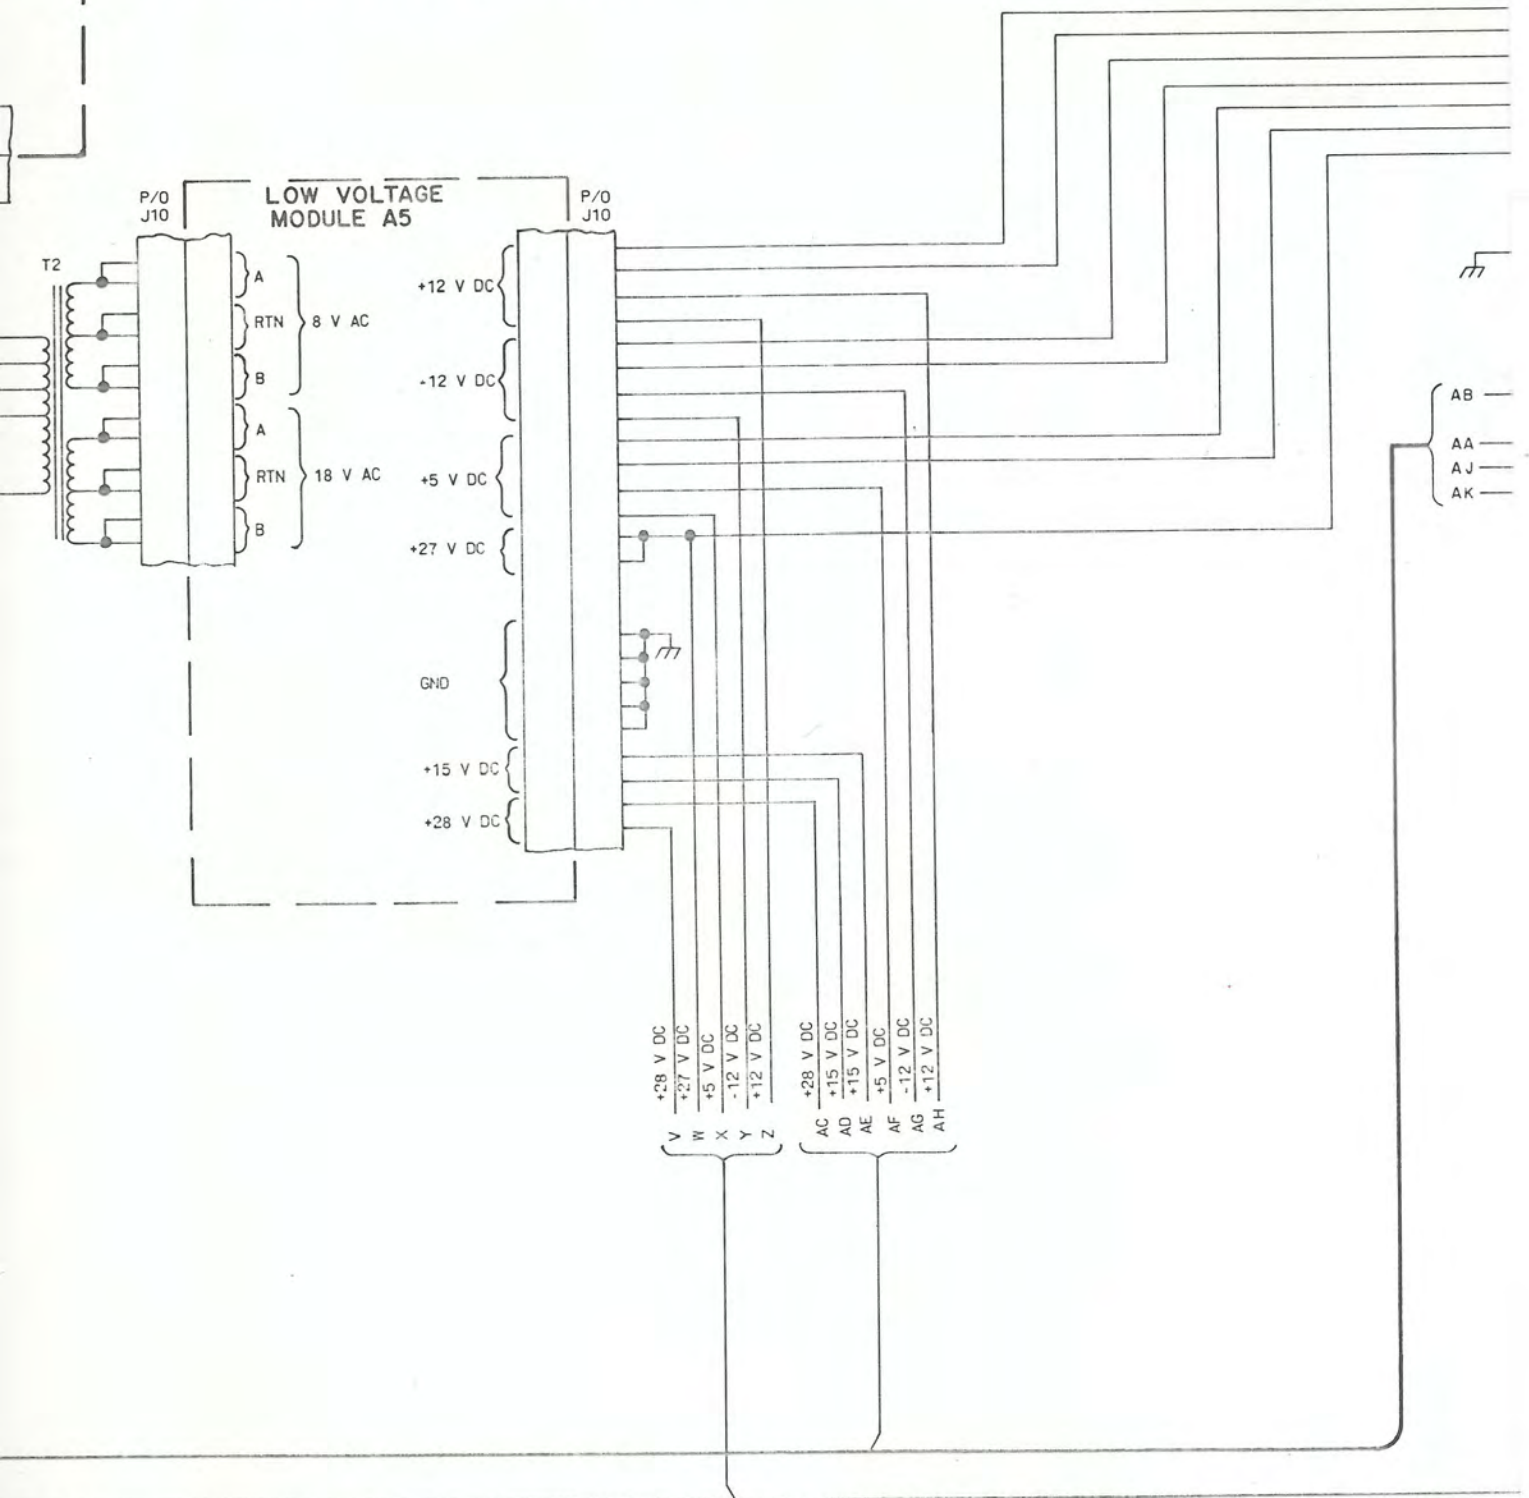 P/O
J10
LOW VOLTAGE
MODULE A5
P/O
J10
T2
A
RTN
8 V AC
B
A
RTN
18 V AC
B
+12 V DC
-12 V DC
+5 V DC
+27 V DC
GND
+15 V DC
+28 V DC
AB
AA
AJ
AK
+28 V DC
+27 V DC
+5 V DC
-12 V DC
+12 V DC
+28 V DC
+15 V DC
+15 V DC
+5 V DC
-12 V DC
+12 V DC
V
W
X
Y
Z
AC
AD
AE
AF
AG
AH